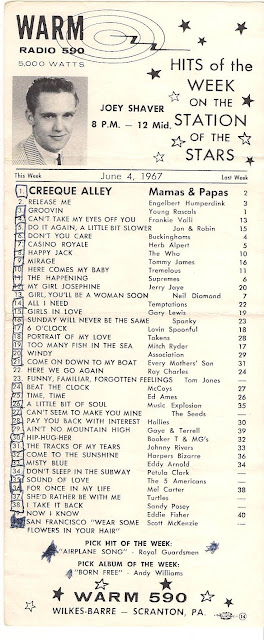 WARM
RADIO 590
5,000 WATTS
HITS of the
WEEK
ON THE
STATION
OF THE
STARS
JOEY SHAVER
8 P.M. — 12 Mid.
This Week June 4, 1967 Last Week
1. CREEQUE ALLEY Mamas & Papas 2
2. RELEASE ME Engelbert Humperdink 3
3. GROOVIN Young Rascals 1
4. CAN'T TAKE MY EYES OFF YOU Frankie Valli 13
5. DO IT AGAIN, A LITTLE BIT SLOWER Jon & Robin 15
6. DON'T YOU CARE Buckinghams 4
7. CASINO ROYALE Herb Alpert 5
8. HAPPY JACK The Who 10
9. MIRAGE Tommy James 16
10. HERE COMES MY BABY Tremelous 11
11. THE HAPPENING Supremes 6
12. MY GIRL JOSEPHINE Jerry Jaye 20
13. GIRL, YOU'LL BE A WOMAN SOON Neil Diamond 7
14. ALL I NEED Temptations 22
15. GIRLS IN LOVE Gary Lewis 19
16. SUNDAY WILL NEVER BE THE SAME Spanky 23
17. 6 O'CLOCK Lovin Spoonful 18
18. PORTRAIT OF MY LOVE Tokens 28
19. TOO MANY FISH IN THE SEA Mitch Ryder 17
20. WINDY Association 29
21. COME ON DOWN TO MY BOAT Every Mothers' Son 31
22. HERE WE GO AGAIN Ray Charles 24
23. FUNNY, FAMILIAR, FORGOTTEN FEELINGS Tom Jones —
24. BEAT THE CLOCK McCoys 27
25. TIME, TIME Ed Ames 26
26. A LITTLE BIT OF SOUL Music Explosion 35
27. CAN'T SEEM TO MAKE YOU MINE The Seeds —
28. PAY YOU BACK WITH INTEREST Hollies 30
29. AIN'T NO MOUNTAIN HIGH Gaye & Terrell 39
30. HIP-HUG-HER Booker T & MG's 32
31. THE TRACKS OF MY TEARS Johnny Rivers 33
32. COME TO THE SUNSHINE Harpers Bizarre 36
33. MISTY BLUE Eddy Arnold 34
34. DON'T SLEEP IN THE SUBWAY Petula Clark —
35. SOUND OF LOVE The 5 Americans —
36. FOR ONCE IN MY LIFE Mel Carter 38
37. SHE'D RATHER BE WITH ME Turtles —
38. I TAKE IT BACK Sandy Posey —
NOW I KNOW Eddie Fisher 40
SAN FRANCISCO "WEAR SOME Scott McKenzie —
FLOWERS IN YOUR HAIR"
PICK HIT OF THE WEEK:
"AIRPLANE SONG" - Royal Guardsmen
PICK ALBUM OF THE WEEK:
"BORN FREE" - Andy Williams
WARM 590
WILKES-BARRE — SCRANTON, PA.